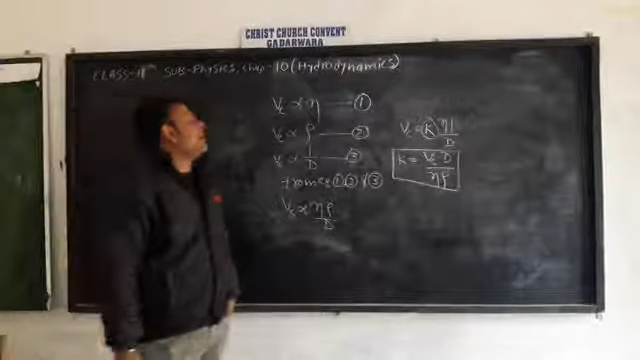 CHRIST CHURCH CONVENT
GADARWARA
CLASS-11th SUB-Physics, Chap-10 (Hydrodynamics)
Vc ∝ η —— ①
Vc ∝ ρ —— ②
Vc ∝ 1/D —— ③
from eq ① ② & ③
Vc ∝ ηρ/D
Vc = K ηρ/D
K = Vc D/ηρ